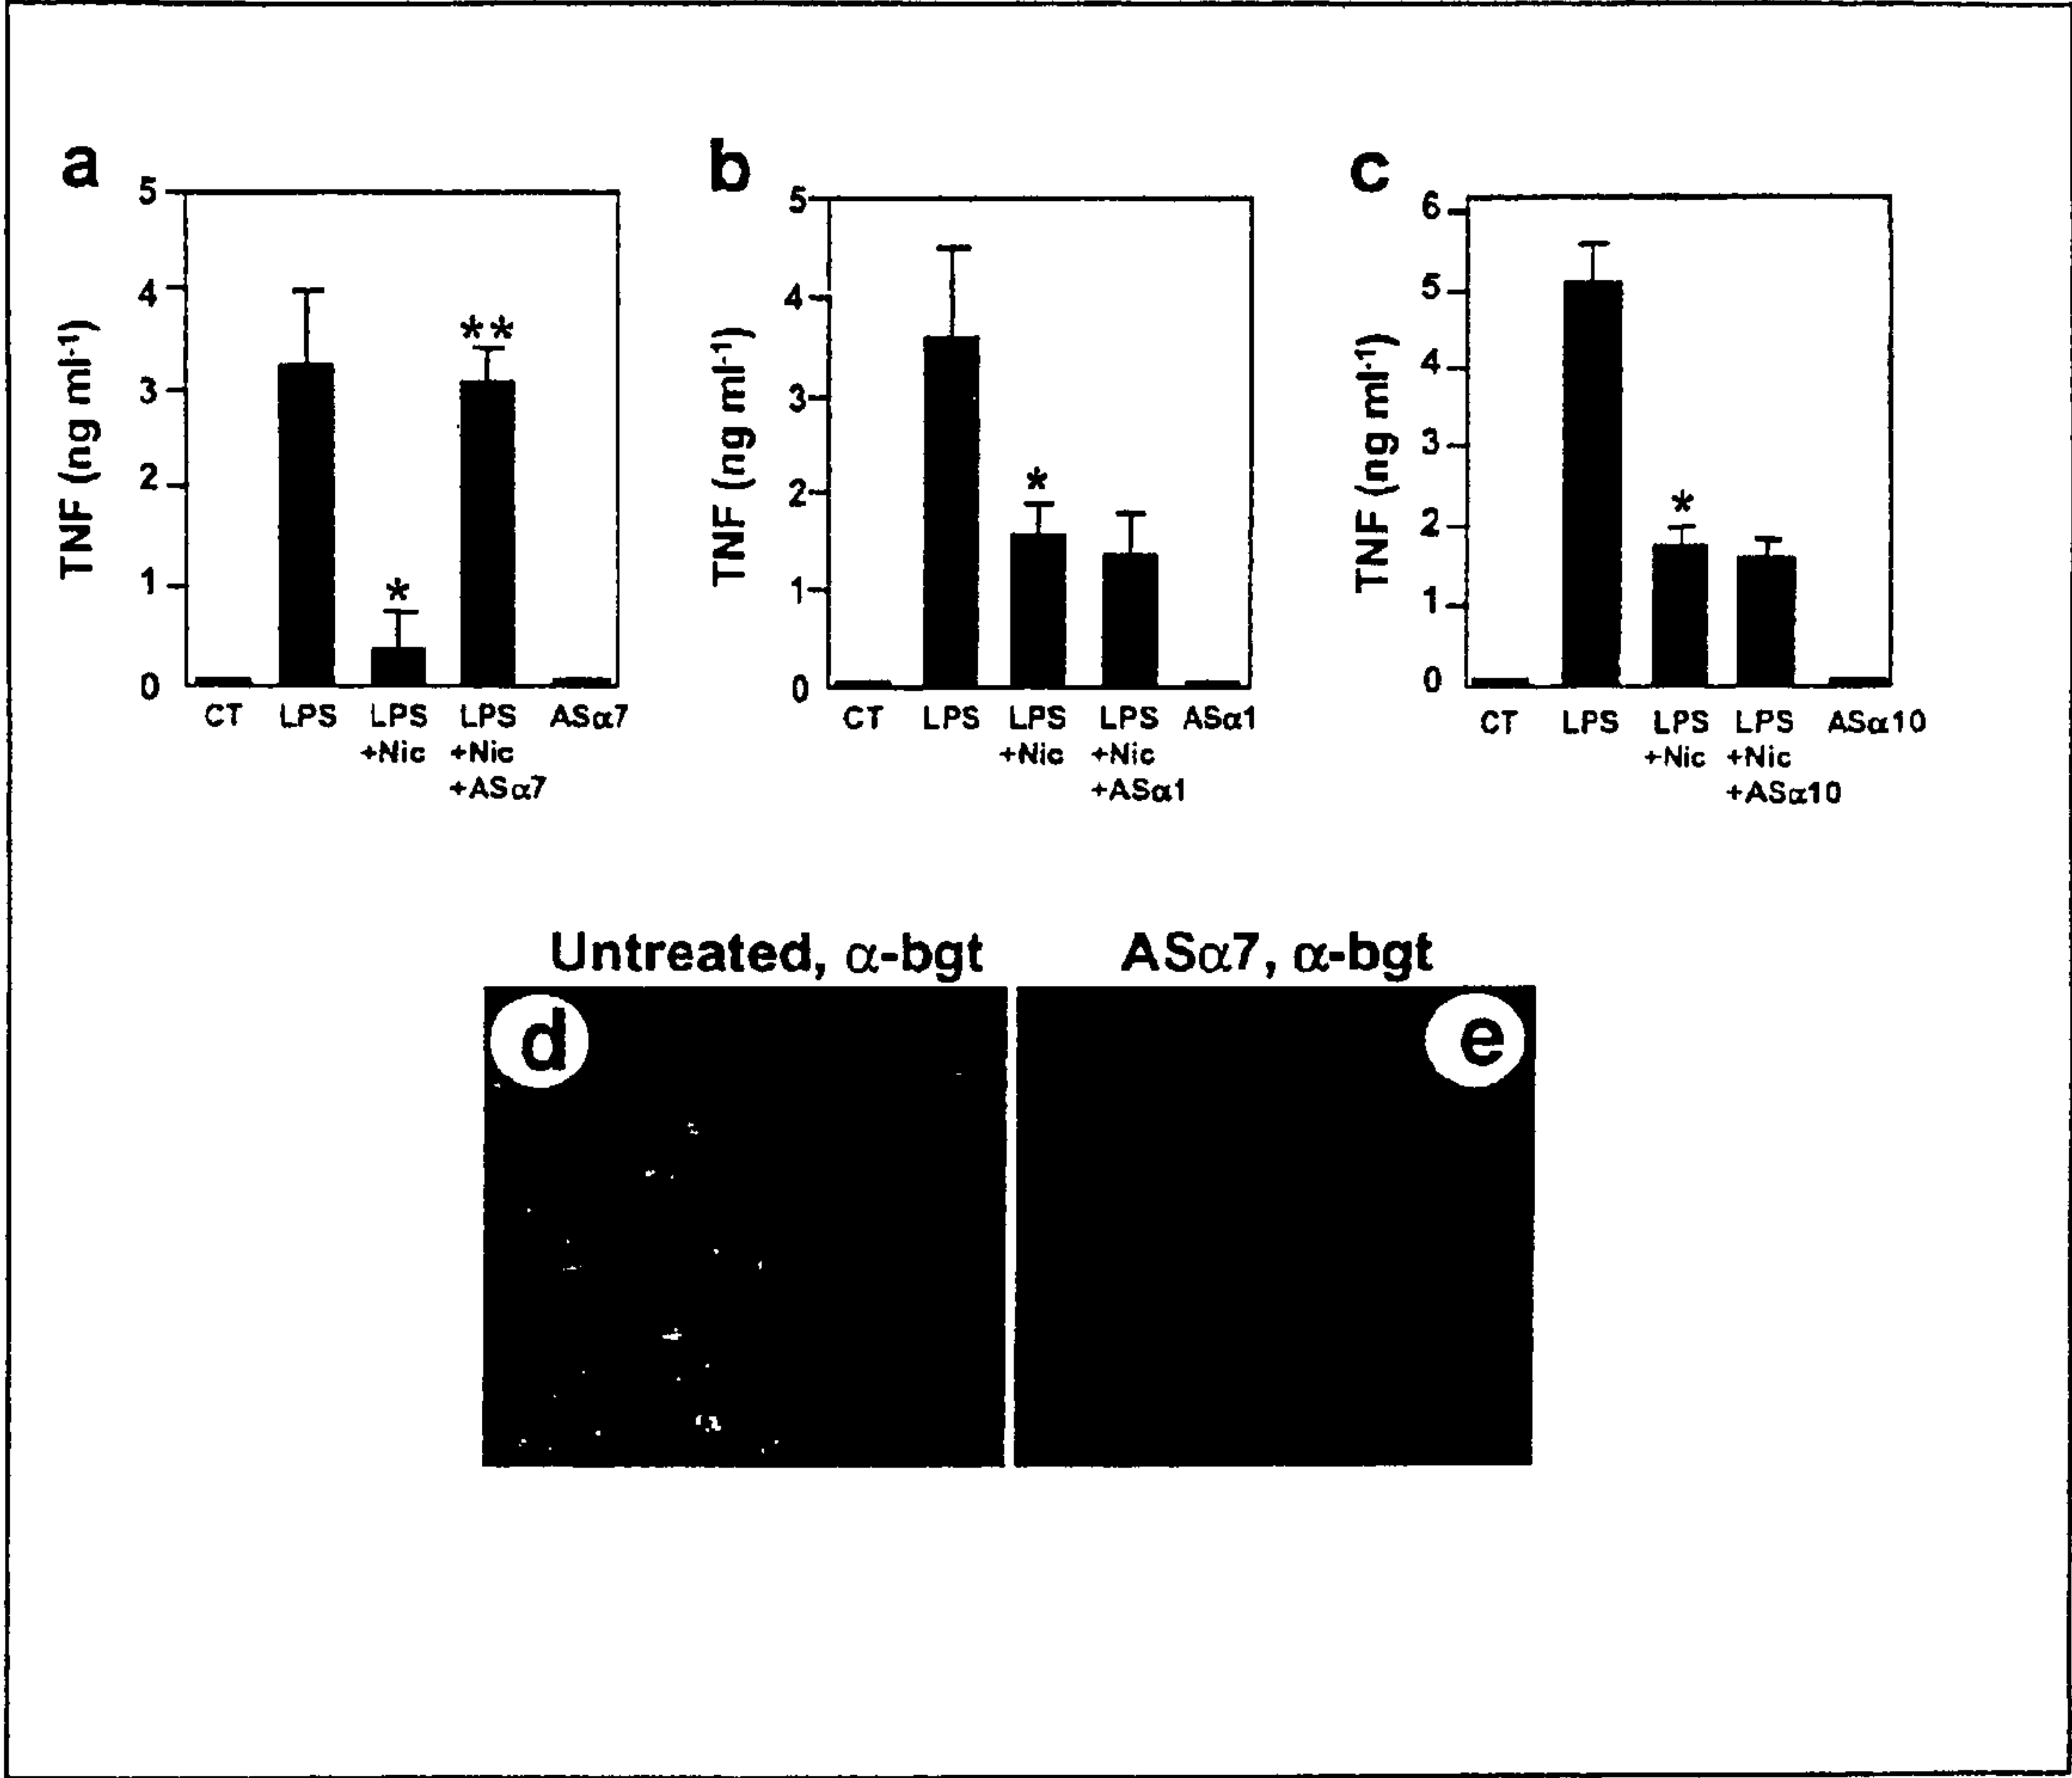 a
5
4
3
2
1
0
TNF (ng ml-1)
CT LPS LPS LPS ASα7
+Nic +Nic
+ASα7
b
5
4
3
2
1
0
TNF (ng ml-1)
CT LPS LPS LPS ASα1
+Nic +Nic
+ASα1
c
6
5
4
3
2
1
0
TNF (ng ml-1)
CT LPS LPS LPS ASα10
+Nic +Nic
+ASα10
*
**
*
*
Untreated, α-bgt
ASα7, α-bgt
d
e